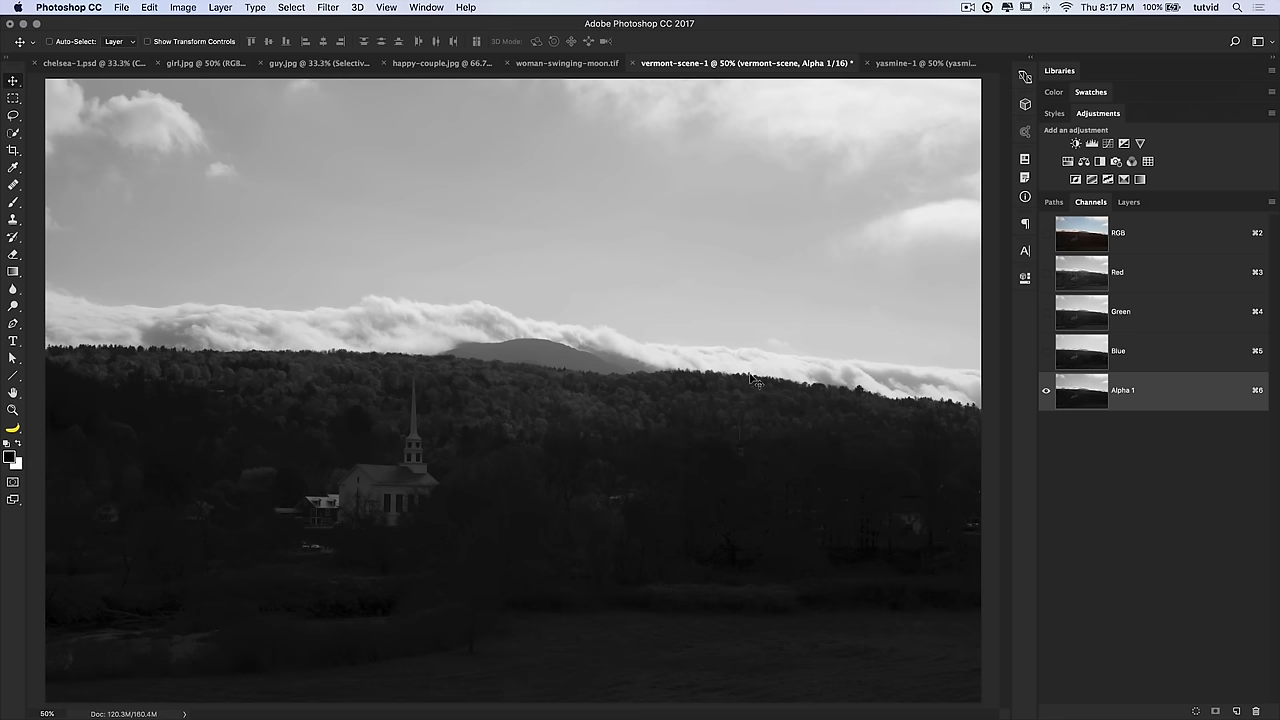 Photoshop CC File Edit Image Layer Type Select Filter 3D View Window Help Thu 8:17 PM 100% tutvid
Adobe Photoshop CC 2017
Auto-Select: Layer Show Transform Controls 3D Mode:
× chelsea-1.psd @ 33.3% (C... × girl.jpg @ 50% (RGB... × guy.jpg @ 33.3% (Selectiv... × happy-couple.jpg @ 66.7... × woman-swinging-moon.tif × vermont-scene-1 @ 50% (vermont-scene, Alpha 1/16) * × yasmine-1 @ 50% (yasmi...
Libraries
Color Swatches
Styles Adjustments
Add an adjustment
Paths Channels Layers
RGB ⌘2
Red ⌘3
Green ⌘4
Blue ⌘5
Alpha 1 ⌘6
50% Doc: 120.3M/160.4M